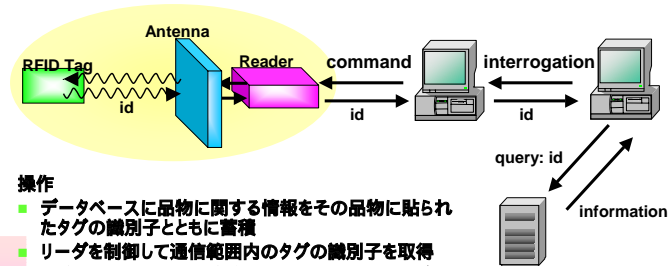 Antenna
RFID Tag
Reader
command
interrogation
id
id
id
query: id
information
操作
データベースに品物に関する情報をその品物に貼られ
たタグの識別子とともに蓄積
リーダを制御して通信範囲内のタグの識別子を取得